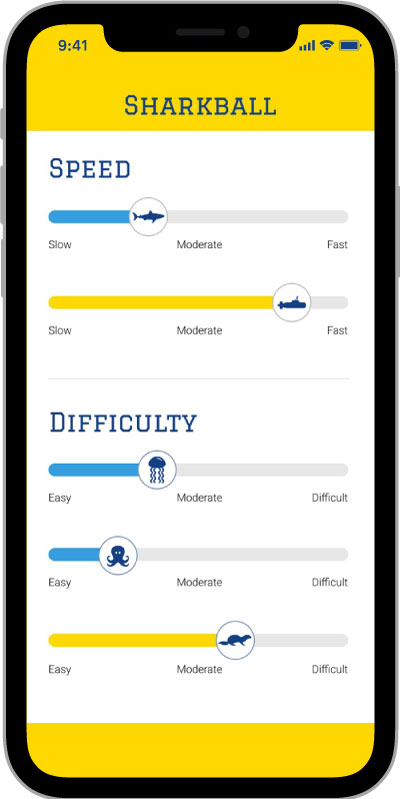 9:41
Sharkball
Speed
Slow Moderate Fast
Slow Moderate Fast
Difficulty
Easy Moderate Difficult
Easy Moderate Difficult
Easy Moderate Difficult